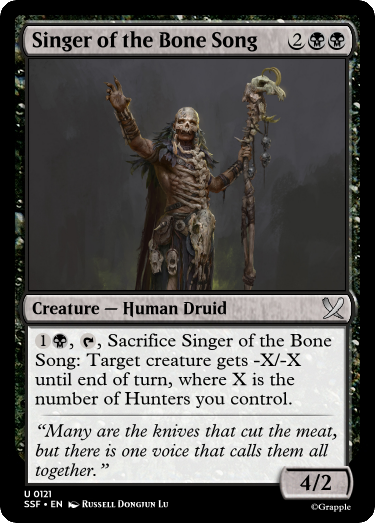 Singer of the Bone Song 2
Creature — Human Druid
1 , , Sacrifice Singer of the Bone
Song: Target creature gets -X/-X
until end of turn, where X is the
number of Hunters you control.
“Many are the knives that cut the meat,
but there is one voice that calls them all
together.”
4/2
U 0121
SSF • EN Russell Dongjun Lu
©Grapple